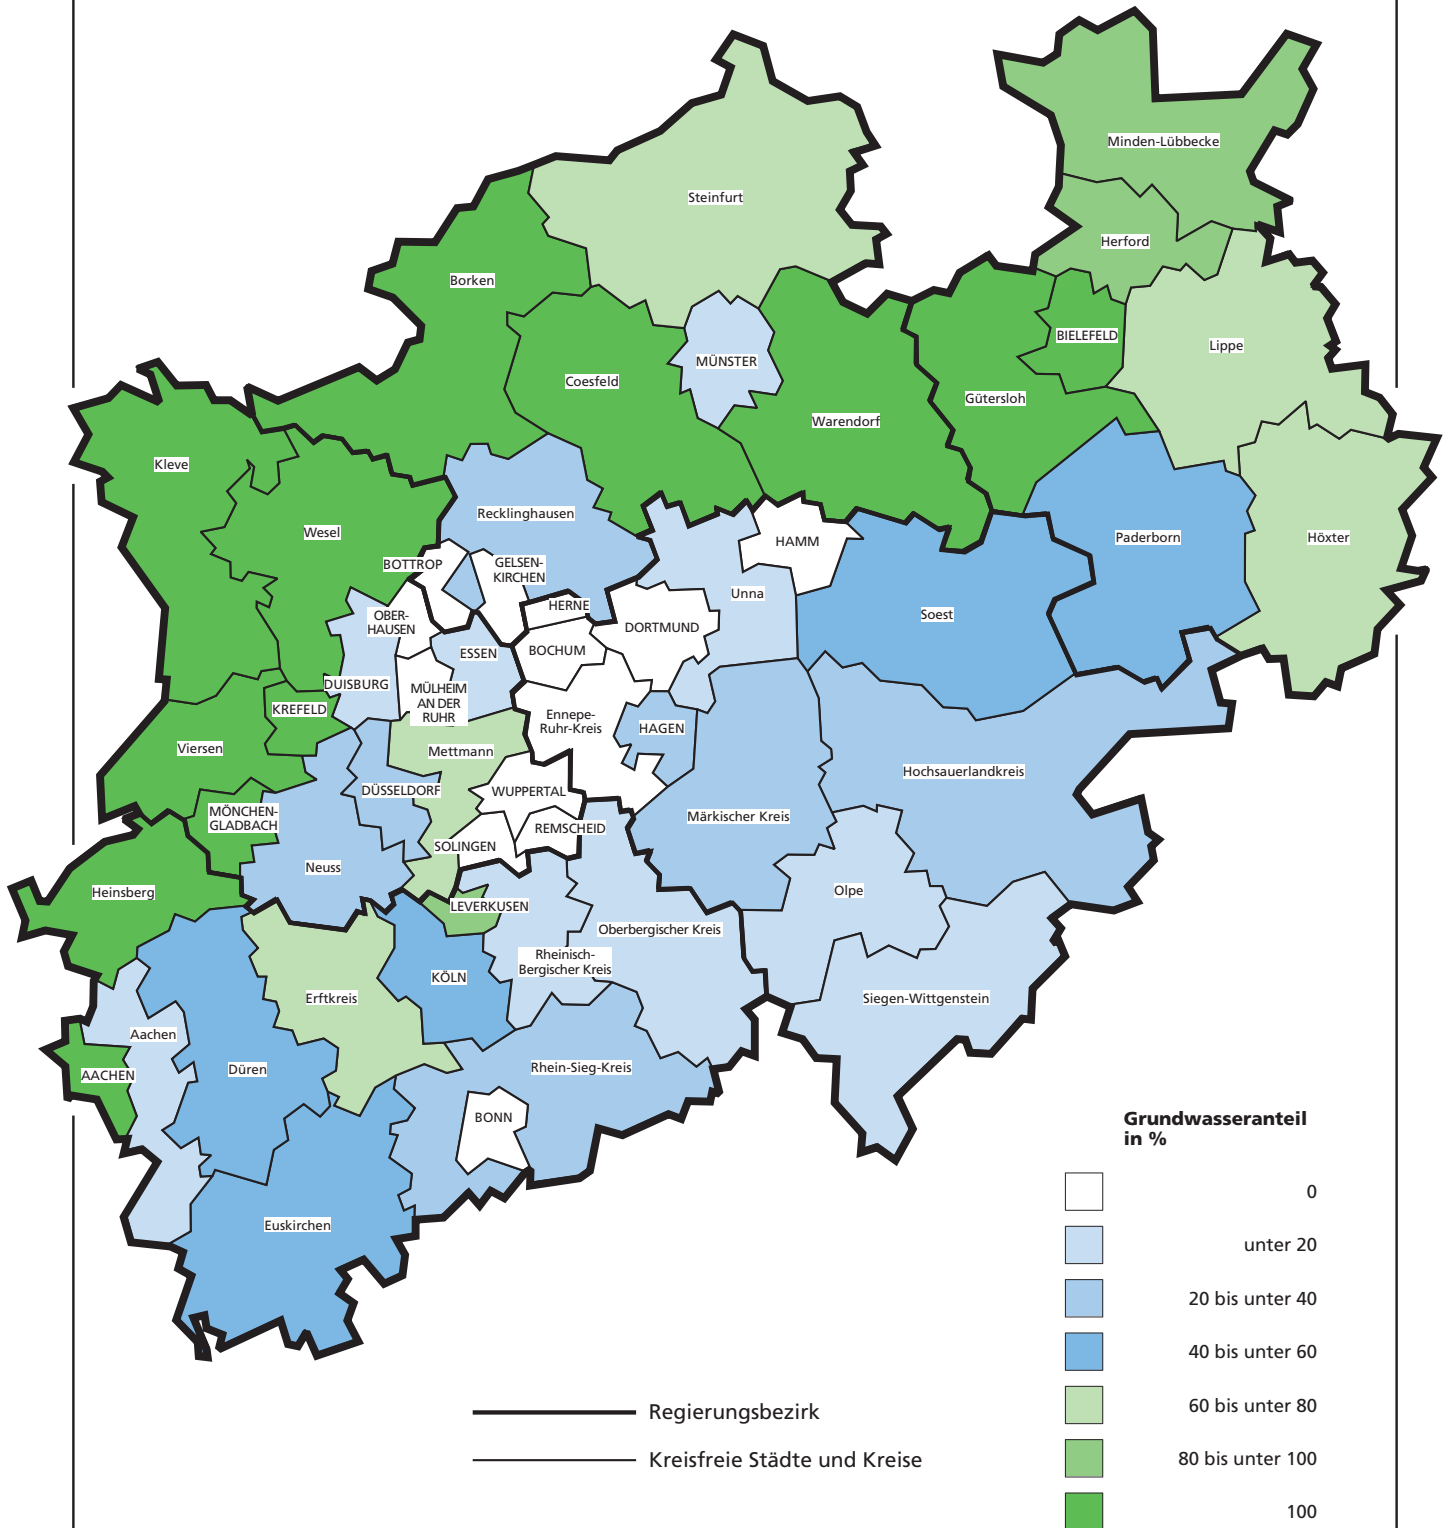 Minden-Lübbecke
Steinfurt
Herford
Borken
BIELEFELD
Lippe
MÜNSTER
Coesfeld
Gütersloh
Warendorf
Kleve
Recklinghausen
Wesel
HAMM
Paderborn
Höxter
BOTTROP
GELSEN-
KIRCHEN
Unna
HERNE
OBER-
HAUSEN
Soest
DORTMUND
ESSEN
BOCHUM
DUISBURG
MÜLHEIM
AN DER
RUHR
KREFELD
Ennepe-
Ruhr-Kreis
HAGEN
Viersen
Mettmann
Hochsauerlandkreis
DÜSSELDORF
WUPPERTAL
MÖNCHEN-
GLADBACH
Märkischer Kreis
REMSCHEID
SOLINGEN
Neuss
Heinsberg
Olpe
LEVERKUSEN
Oberbergischer Kreis
Rheinisch-
Bergischer Kreis
KÖLN
Erftkreis
Siegen-Wittgenstein
Aachen
Düren
Rhein-Sieg-Kreis
AACHEN
BONN
Euskirchen
Grundwasseranteil
in %
0
unter 20
20 bis unter 40
40 bis unter 60
60 bis unter 80
80 bis unter 100
100
Regierungsbezirk
Kreisfreie Städte und Kreise